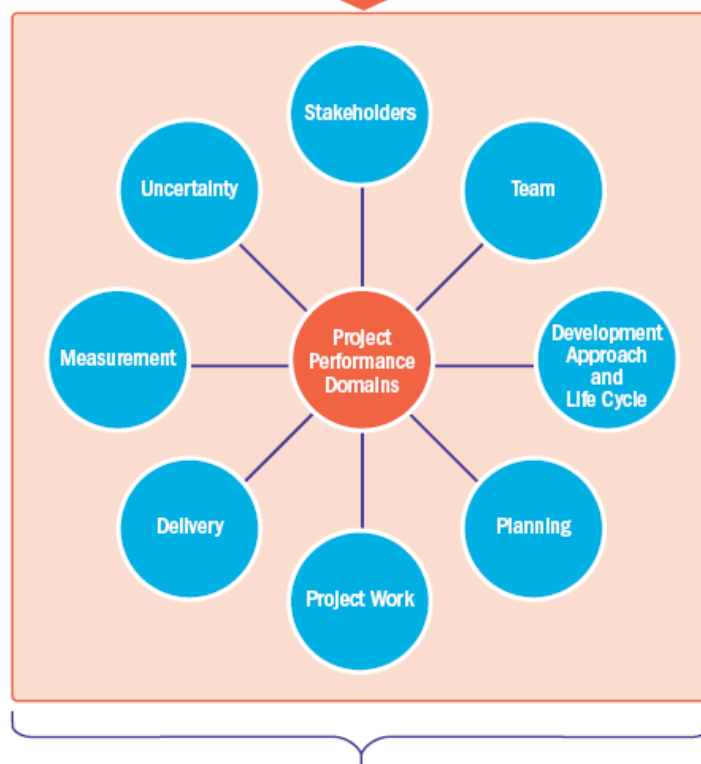 Stakeholders
Uncertainty
Team
Project
Performance
Domains
Measurement
Development
Approach
and
Life Cycle
Delivery
Planning
Project Work